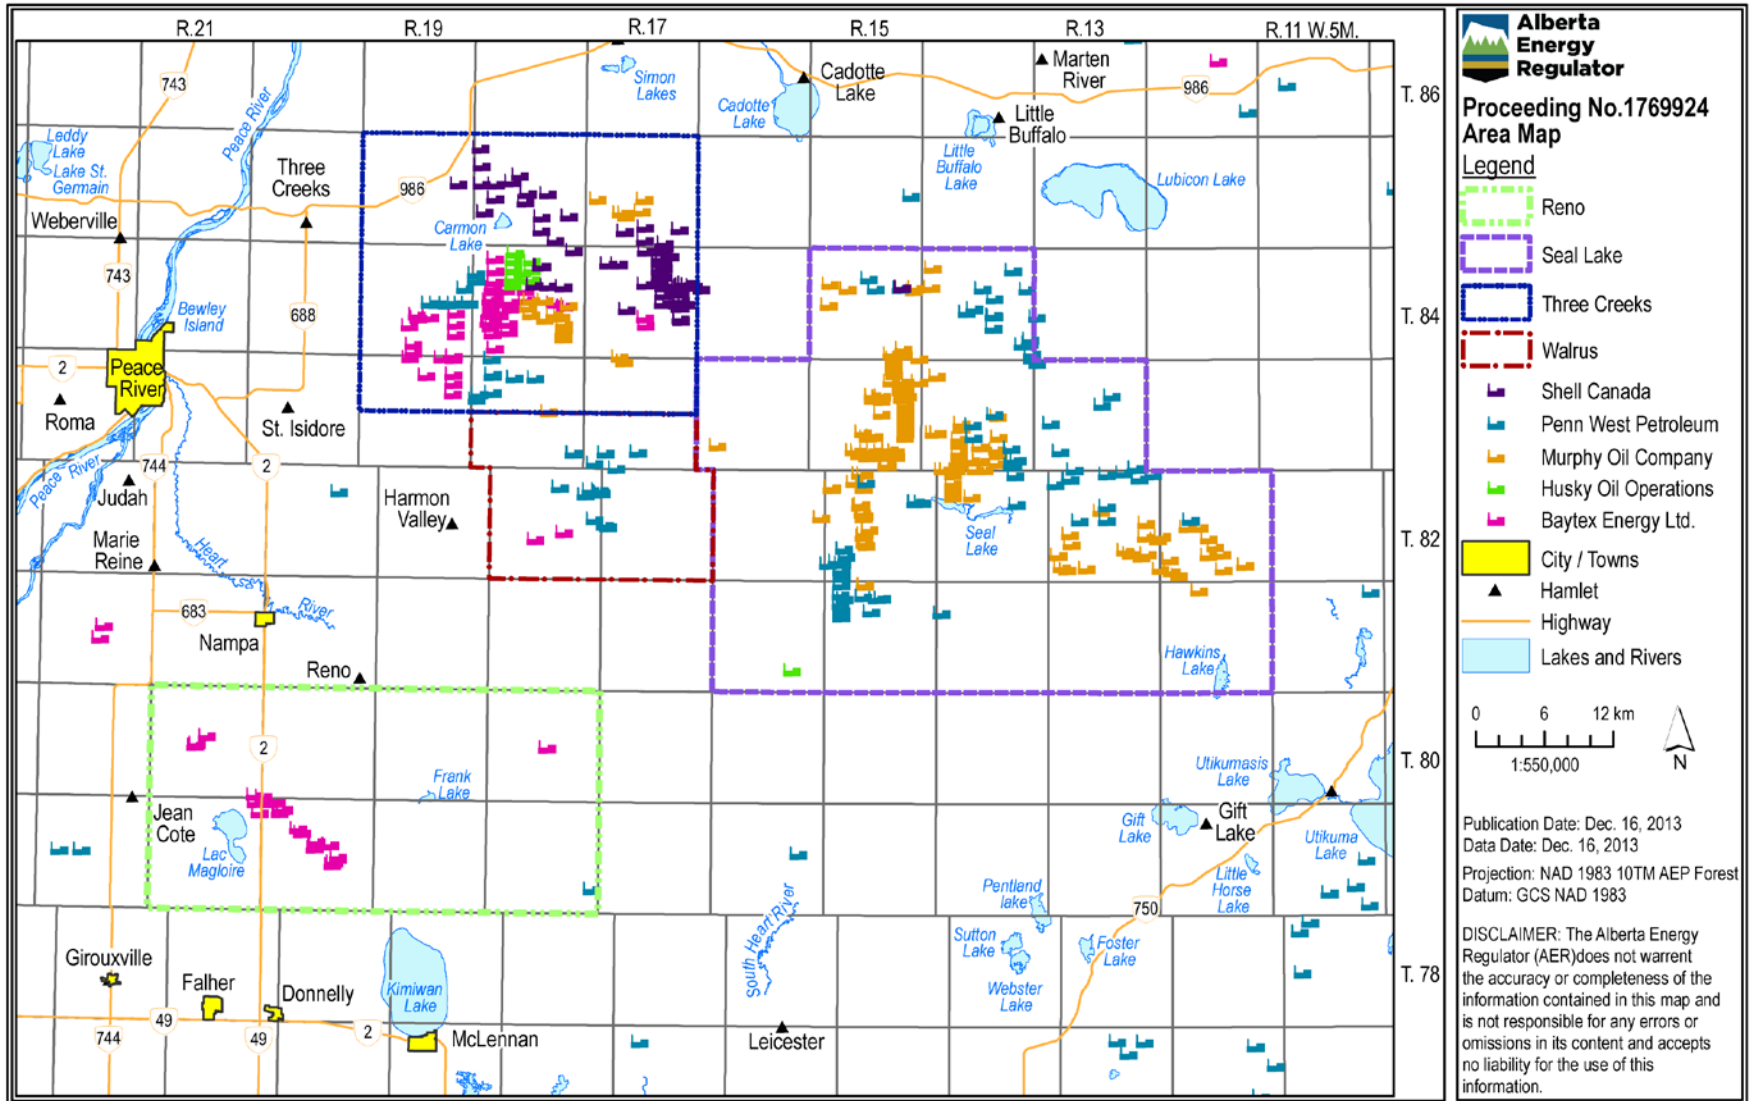 R.21
R.19
R.17
R.15
R.13
R.11 W.5M.
T. 86
T. 84
T. 82
T. 80
T. 78
743
Peace River
Simon
Lakes
Cadotte
Lake
Cadotte
Lake
Marten
River
986
Little
Buffalo
Little
Buffalo
Lake
Lubicon Lake
Leddy
Lake
Lake St.
Germain
Three
Creeks
986
Weberville
Carmon
Lake
743
688
Bewley
Island
2
Peace
River
Roma
St. Isidore
Peace River
744
2
Judah
Harmon
Valley
Seal
Lake
Marie
Reine
Heart
River
683
Nampa
Reno
Hawkins
Lake
2
Frank
Lake
Jean
Cote
Lac
Magloire
Utikumasis
Lake
Gift
Lake
Gift
Lake
Utikuma
Lake
Little
Horse
Lake
Pentland
lake
750
South Heart River
Sutton
Lake
Foster
Lake
Webster
Lake
Girouxville
Falher
Donnelly
Kimiwan
Lake
49
2
744
49
McLennan
Leicester
Alberta
Energy
Regulator
Proceeding No.1769924
Area Map
Legend
Reno
Seal Lake
Three Creeks
Walrus
Shell Canada
Penn West Petroleum
Murphy Oil Company
Husky Oil Operations
Baytex Energy Ltd.
City / Towns
Hamlet
Highway
Lakes and Rivers
0 6 12 km
1:550,000
N
Publication Date: Dec. 16, 2013
Data Date: Dec. 16, 2013
Projection: NAD 1983 10TM AEP Forest
Datum: GCS NAD 1983
DISCLAIMER: The Alberta Energy
Regulator (AER)does not warrent
the accuracy or completeness of the
information contained in this map and
is not responsible for any errors or
omissions in its content and accepts
no liability for the use of this
information.